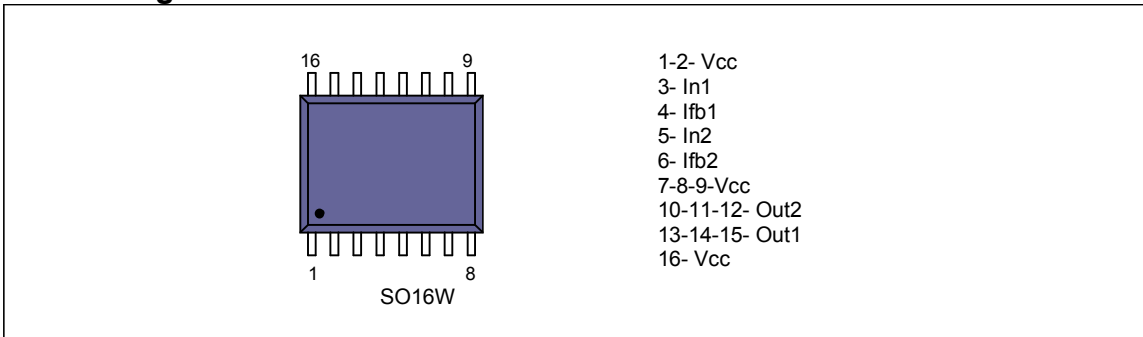 16 9
1 8
SO16W
1-2- Vcc
3- In1
4- Ifb1
5- In2
6- Ifb2
7-8-9-Vcc
10-11-12- Out2
13-14-15- Out1
16- Vcc